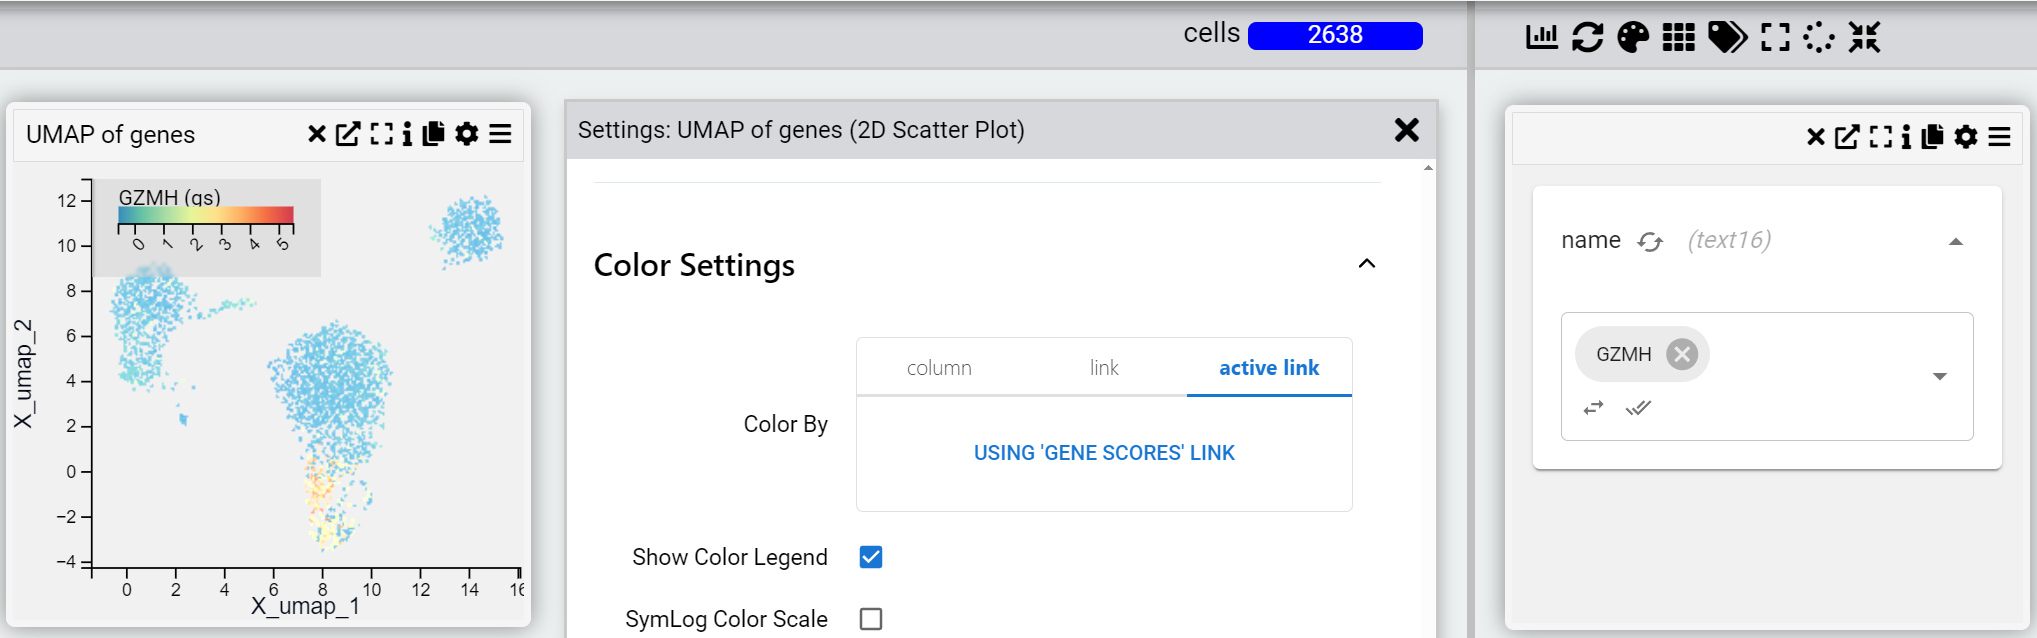 cells 2638
UMAP of genes
GZMH (gs)
0 1 2 3 4 5
12
10
8
6
4
2
0
−2
−4
X_umap_2
0 2 4 6 8 10 12 14 16
X_umap_1
Settings: UMAP of genes (2D Scatter Plot)
Color Settings
column link active link
Color By
USING 'GENE SCORES' LINK
Show Color Legend
SymLog Color Scale
name (text16)
GZMH